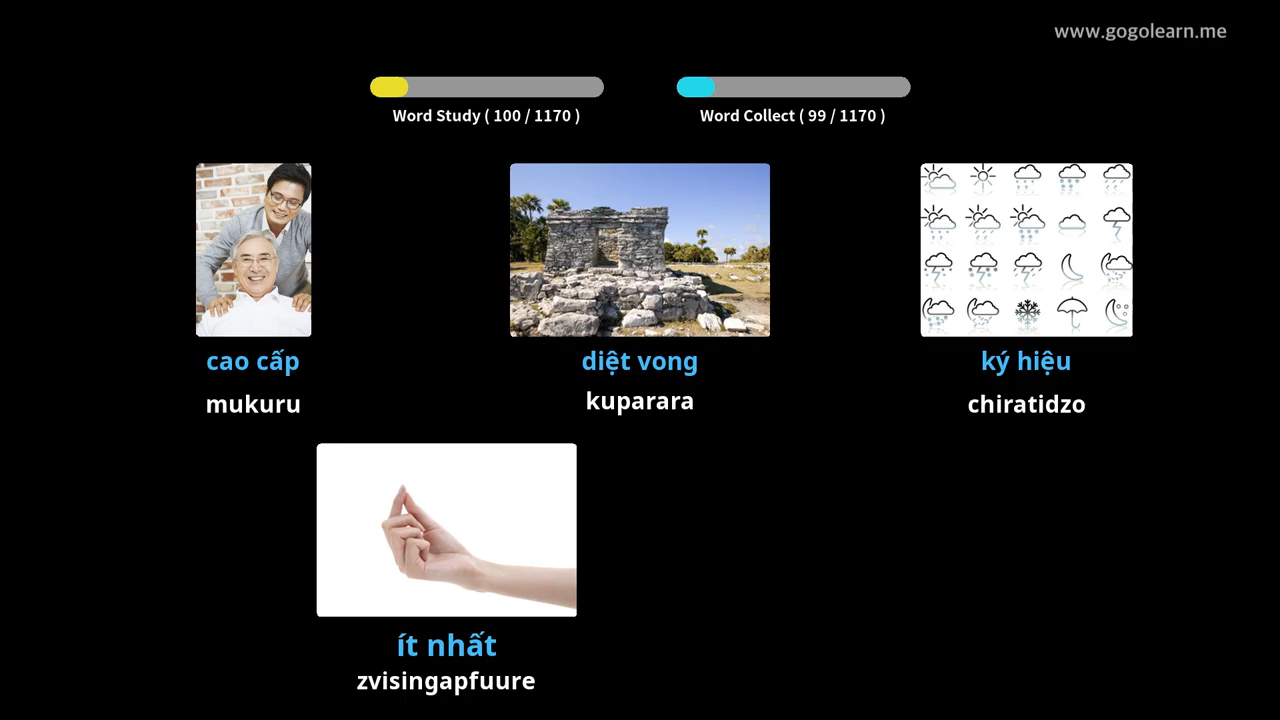 www.gogolearn.me
Word Study ( 100 / 1170 )
Word Collect ( 99 / 1170 )
cao cấp
mukuru
diệt vong
kuparara
ký hiệu
chiratidzo
ít nhất
zvisingapfuure